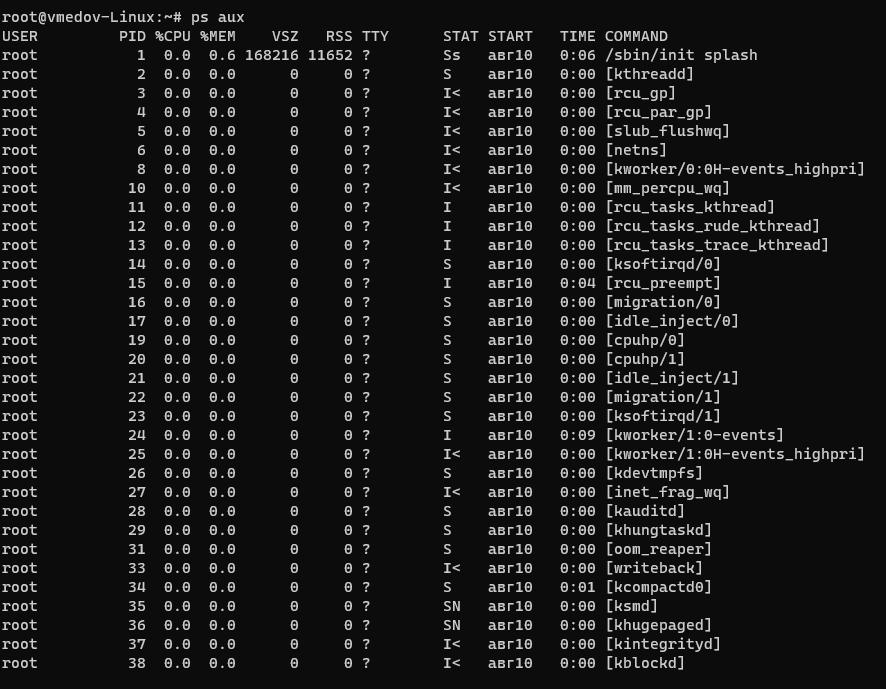 root@vmedov-Linux:~# ps aux
USER         PID %CPU %MEM    VSZ   RSS TTY      STAT START   TIME COMMAND
root           1  0.0  0.6 168216 11652 ?        Ss   авг10   0:06 /sbin/init splash
root           2  0.0  0.0      0     0 ?        S    авг10   0:00 [kthreadd]
root           3  0.0  0.0      0     0 ?        I<   авг10   0:00 [rcu_gp]
root           4  0.0  0.0      0     0 ?        I<   авг10   0:00 [rcu_par_gp]
root           5  0.0  0.0      0     0 ?        I<   авг10   0:00 [slub_flushwq]
root           6  0.0  0.0      0     0 ?        I<   авг10   0:00 [netns]
root           8  0.0  0.0      0     0 ?        I<   авг10   0:00 [kworker/0:0H-events_highpri]
root          10  0.0  0.0      0     0 ?        I<   авг10   0:00 [mm_percpu_wq]
root          11  0.0  0.0      0     0 ?        I    авг10   0:00 [rcu_tasks_kthread]
root          12  0.0  0.0      0     0 ?        I    авг10   0:00 [rcu_tasks_rude_kthread]
root          13  0.0  0.0      0     0 ?        I    авг10   0:00 [rcu_tasks_trace_kthread]
root          14  0.0  0.0      0     0 ?        S    авг10   0:00 [ksoftirqd/0]
root          15  0.0  0.0      0     0 ?        I    авг10   0:04 [rcu_preempt]
root          16  0.0  0.0      0     0 ?        S    авг10   0:00 [migration/0]
root          17  0.0  0.0      0     0 ?        S    авг10   0:00 [idle_inject/0]
root          19  0.0  0.0      0     0 ?        S    авг10   0:00 [cpuhp/0]
root          20  0.0  0.0      0     0 ?        S    авг10   0:00 [cpuhp/1]
root          21  0.0  0.0      0     0 ?        S    авг10   0:00 [idle_inject/1]
root          22  0.0  0.0      0     0 ?        S    авг10   0:00 [migration/1]
root          23  0.0  0.0      0     0 ?        S    авг10   0:00 [ksoftirqd/1]
root          24  0.0  0.0      0     0 ?        I    авг10   0:09 [kworker/1:0-events]
root          25  0.0  0.0      0     0 ?        I<   авг10   0:00 [kworker/1:0H-events_highpri]
root          26  0.0  0.0      0     0 ?        S    авг10   0:00 [kdevtmpfs]
root          27  0.0  0.0      0     0 ?        I<   авг10   0:00 [inet_frag_wq]
root          28  0.0  0.0      0     0 ?        S    авг10   0:00 [kauditd]
root          29  0.0  0.0      0     0 ?        S    авг10   0:00 [khungtaskd]
root          31  0.0  0.0      0     0 ?        S    авг10   0:00 [oom_reaper]
root          33  0.0  0.0      0     0 ?        I<   авг10   0:00 [writeback]
root          34  0.0  0.0      0     0 ?        S    авг10   0:01 [kcompactd0]
root          35  0.0  0.0      0     0 ?        SN   авг10   0:00 [ksmd]
root          36  0.0  0.0      0     0 ?        SN   авг10   0:00 [khugepaged]
root          37  0.0  0.0      0     0 ?        I<   авг10   0:00 [kintegrityd]
root          38  0.0  0.0      0     0 ?        I<   авг10   0:00 [kblockd]